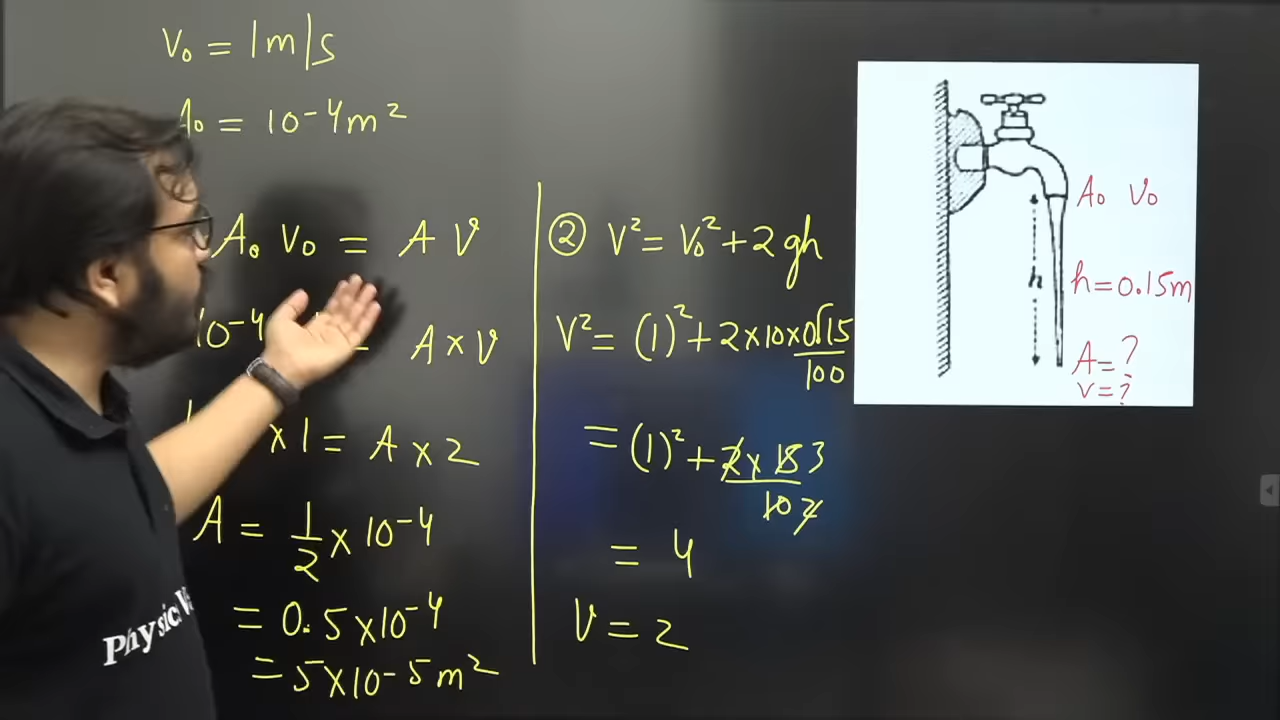 V₀ = 1m/s
A₀ = 10⁻⁴m²
A₀ V₀ = A V
10⁻⁴ = A × V
× 1 = A × 2
A = 1/2 × 10⁻⁴
= 0.5 × 10⁻⁴
= 5 × 10⁻⁵ m²
② V² = V₀² + 2gh
V² = (1)² + 2 × 10 × 0.15/100
= (1)² + 2 × 15 3/10 2
= 4
V = 2
A₀ V₀
h
h = 0.15m
A = ?
V = ?